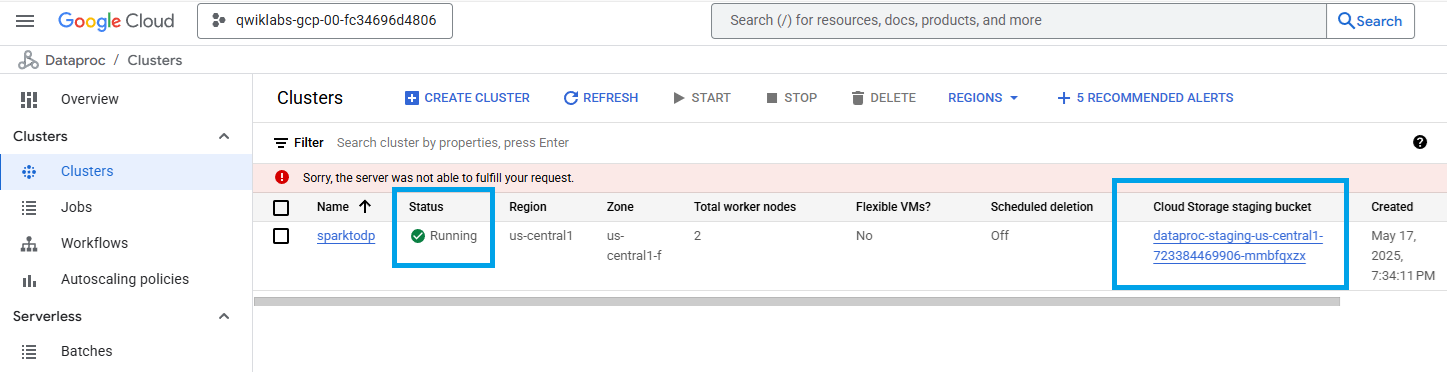 Google Cloud
qwiklabs-gcp-00-fc34696d4806
Search (/) for resources, docs, products, and more
Search
Dataproc / Clusters
Overview
Clusters
Clusters
Jobs
Workflows
Autoscaling policies
Serverless
Batches
Clusters
CREATE CLUSTER
REFRESH
START
STOP
DELETE
REGIONS
5 RECOMMENDED ALERTS
Filter
Search cluster by properties, press Enter
Sorry, the server was not able to fulfill your request.
Name
Status
Region
Zone
Total worker nodes
Flexible VMs?
Scheduled deletion
Cloud Storage staging bucket
Created
sparktodp
Running
us-central1
us-
central1-f
2
No
Off
dataproc-staging-us-central1-
723384469906-mmbfqxzx
May 17,
2025,
7:34:11 PM